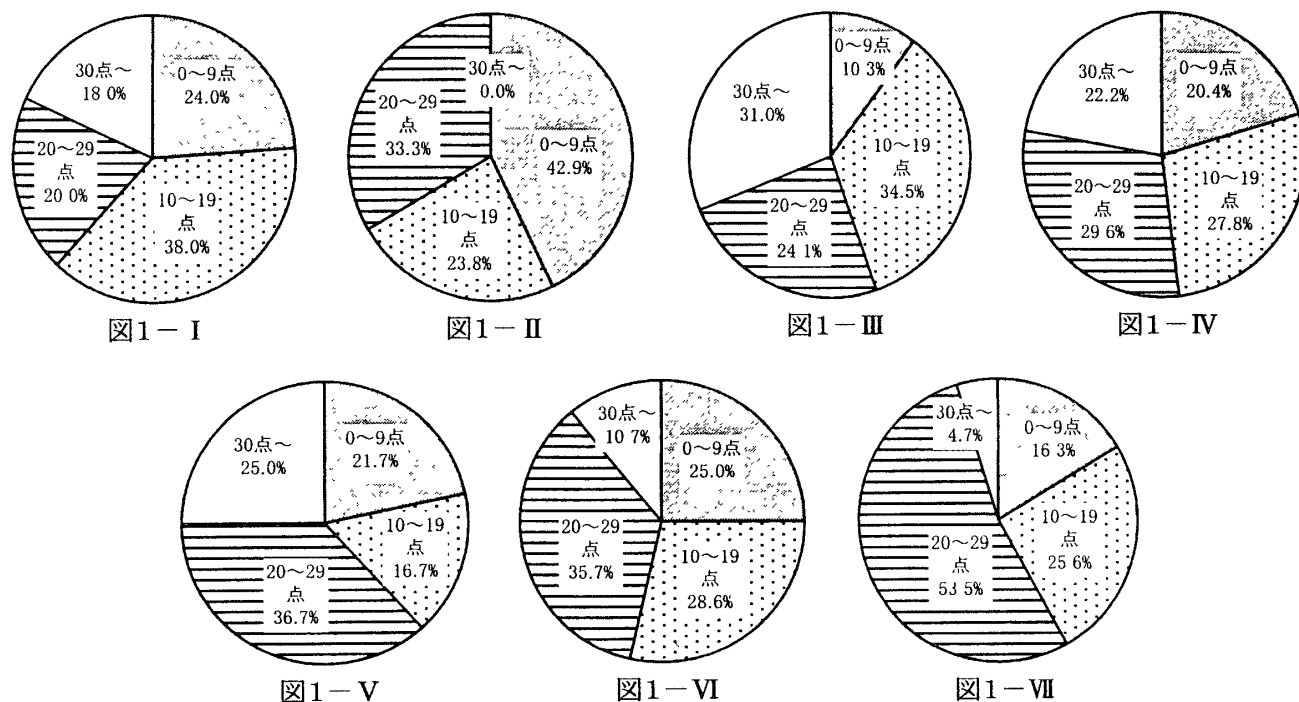 30点～
18 0%
0～9点
24.0%
20～29
点
20 0%
10～19
点
38.0%
図1－Ⅰ
30点～
0.0%
20～29
点
33.3%
0～9点
42.9%
10～19
点
23.8%
図1－Ⅱ
0～9点
10 3%
30点～
31.0%
10～19
点
34.5%
20～29
点
24 1%
図1－Ⅲ
30点～
22.2%
0～9点
20.4%
20～29
点
29 6%
10～19
点
27.8%
図1－Ⅳ
30点～
25.0%
0～9点
21.7%
10～19
点
16.7%
20～29
点
36.7%
図1－Ⅴ
30点～
10 7%
0～9点
25.0%
20～29
点
35.7%
10～19
点
28.6%
図1－Ⅵ
30点～
4.7%
0～9点
16 3%
10～19
点
25 6%
20～29
点
53 5%
図1－Ⅶ